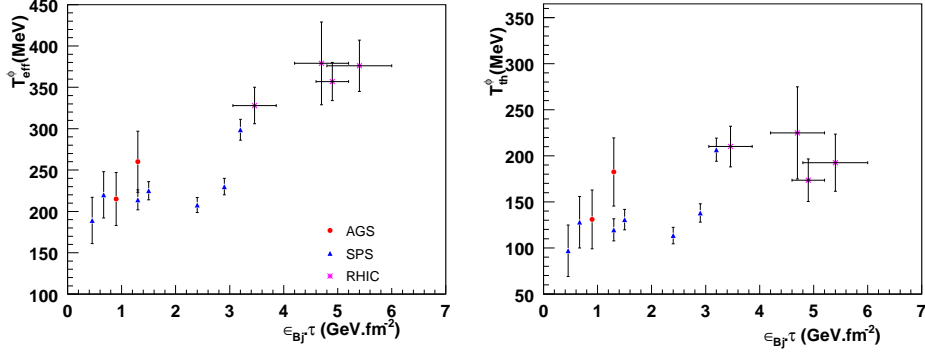 450
400
350
300
250
200
150
100
0 1 2 3 4 5 6 7
T^ϕ_eff(MeV)
ϵ_Bj.τ (GeV.fm⁻²)
AGS
SPS
RHIC
350
300
250
200
150
100
50
0 1 2 3 4 5 6 7
T^ϕ_th(MeV)
ϵ_Bj.τ (GeV.fm⁻²)